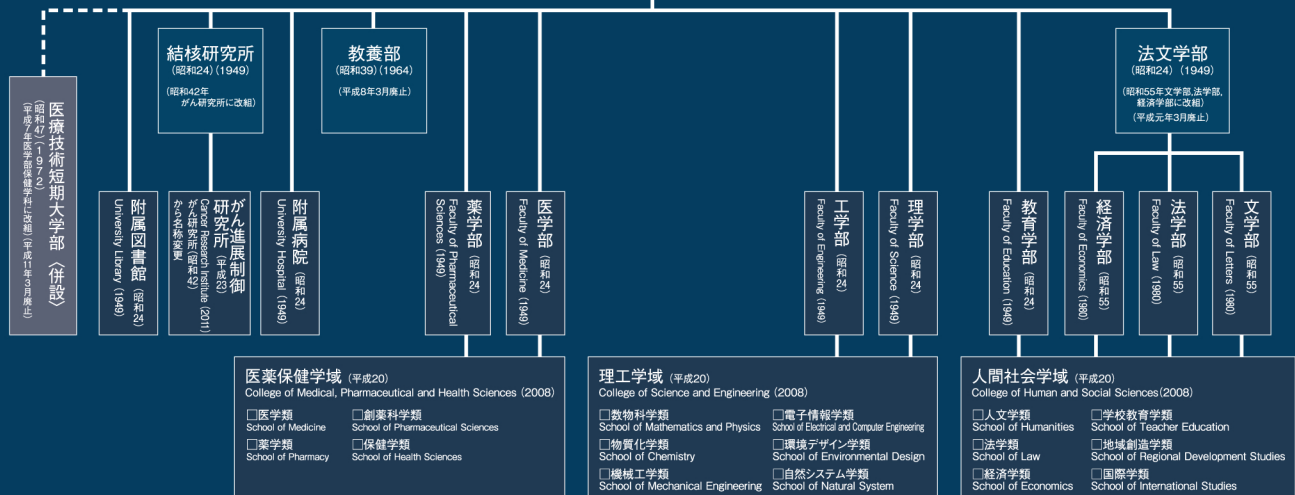 結核研究所
(昭和24)(1949)
(昭和42年
がん研究所に改組)
教養部
(昭和39)(1964)
(平成8年3月廃止)
法文学部
(昭和24) (1949)
(昭和55年文学部,法学部,
経済学部に改組)
(平成元年3月廃止)
医療技術短期大学部〈併設〉
(昭和47)(1972)
(平成7年医学部保健学科に改組)(平成11年3月廃止)
附属図書館(昭和24)
University Library (1949)
がん進展制御
研究所(平成23)
Cancer Research Institute (2011)
がん研究所(昭和42)
から名称変更
附属病院(昭和24)
University Hospital (1949)
薬学部(昭和24)
Faculty of Pharmaceutical
Sciences (1949)
医学部(昭和24)
Faculty of Medicine (1949)
工学部(昭和24)
Faculty of Engineering (1949)
理学部(昭和24)
Faculty of Science (1949)
教育学部(昭和24)
Faculty of Education (1949)
経済学部(昭和55)
Faculty of Economics (1980)
法学部(昭和55)
Faculty of Law (1980)
文学部(昭和55)
Faculty of Letters (1980)
医薬保健学域(平成20)
College of Medical, Pharmaceutical and Health Sciences (2008)
□医学類 □創薬科学類
School of Medicine School of Pharmaceutical Sciences
□薬学類 □保健学類
School of Pharmacy School of Health Sciences
理工学域(平成20)
College of Science and Engineering (2008)
□数物科学類 □電子情報学類
School of Mathematics and Physics School of Electrical and Computer Engineering
□物質化学類 □環境デザイン学類
School of Chemistry School of Environmental Design
□機械工学類 □自然システム学類
School of Mechanical Engineering School of Natural System
人間社会学域(平成20)
College of Human and Social Sciences(2008)
□人文学類 □学校教育学類
School of Humanities School of Teacher Education
□法学類 □地域創造学類
School of Law School of Regional Development Studies
□経済学類 □国際学類
School of Economics School of International Studies